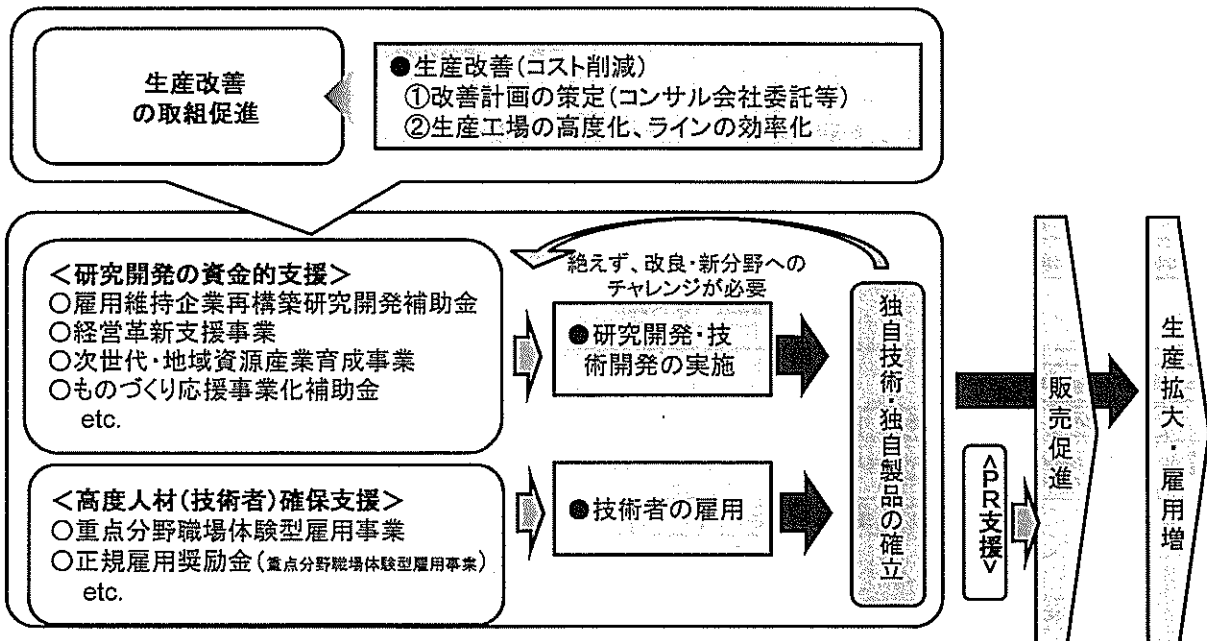 生産改善
の取組促進
●生産改善(コスト削減)
①改善計画の策定(コンサル会社委託等)
②生産工場の高度化、ラインの効率化
<研究開発の資金的支援>
○雇用維持企業再構築研究開発補助金
○経営革新支援事業
○次世代・地域資源産業育成事業
○ものづくり応援事業化補助金
etc.
絶えず、改良・新分野への
チャレンジが必要
●研究開発・技
術開発の実施
<高度人材(技術者)確保支援>
○重点分野職場体験型雇用事業
○正規雇用奨励金(重点分野職場体験型雇用事業)
etc.
●技術者の雇用
独自技術・独自製品の確立
<PR支援>
販売促進
生産拡大・雇用増